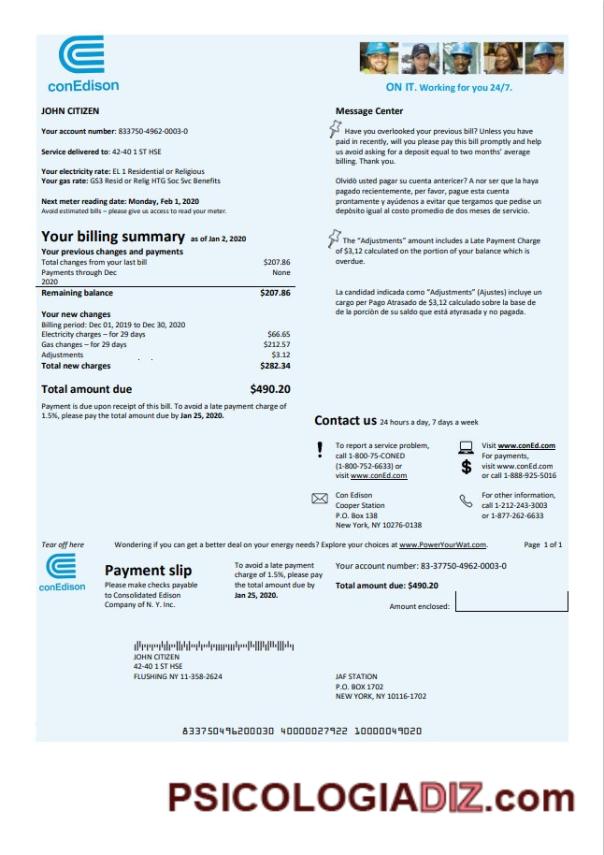 conEdison
ON IT. Working for you 24/7.
JOHN CITIZEN
Your account number: 833750-4962-0003-0
Service delivered to: 42-40 1 ST HSE
Your electricity rate: EL 1 Residential or Religious
Your gas rate: GS3 Resid or Relig HTG Soc Svc Benefits
Next meter reading date: Monday, Feb 1, 2020
Avoid estimated bills – please give us access to read your meter.
Your billing summary as of Jan 2, 2020
Your previous changes and payments
Total changes from your last bill $207.86
Payments through Dec None
2020
Remaining balance $207.86
Your new changes
Billing period: Dec 01, 2019 to Dec 30, 2020
Electricity charges – for 29 days $66.65
Gas changes – for 29 days $212.57
Adjustments $3.12
Total new charges $282.34
Total amount due $490.20
Payment is due upon receipt of this bill. To avoid a late payment charge of
1.5%, please pay the total amount due by Jan 25, 2020.
Message Center
Have you overlooked your previous bill? Unless you have
paid in recently, will you please pay this bill promptly and help
us avoid asking for a deposit equal to two months' average
billing. Thank you.
Olvidò usted pagar su cuenta antericer? A nor ser que la haya
pagado recientemente, per favor, pague esta cuenta
prontamente y ayúdenos a evitar que tergamos que pedise un
depòsito igual al costo promedio de dos meses de servicio.
The "Adjustments" amount includes a Late Payment Charge
of $3,12 calculated on the portion of your balance which is
overdue.
La candidad indicada como "Adjustments" (Ajustes) incluye un
cargo per Pago Atrasado de $3,12 calculado sobre la base de
de la porciòn de su saldo que està atyrasada y no pagada.
Contact us 24 hours a day, 7 days a week
To report a service problem,
call 1-800-75-CONED
(1-800-752-6633) or
visit www.conEd.com
Visit www.conEd.com
For payments,
visit www.conEd.com
or call 1-888-925-5016
Con Edison
Cooper Station
P.O. Box 138
New York, NY 10276-0138
For other information,
call 1-212-243-3003
or 1-877-262-6633
Tear off here Wondering if you can get a better deal on your energy needs? Explore your choices at www.PowerYourWat.com. Page 1 of 1
conEdison
Payment slip
Please make checks payable
to Consolidated Edison
Company of N. Y. Inc.
To avoid a late payment
charge of 1.5%, please pay
the total amount due by
Jan 25, 2020.
Your account number: 83-37750-4962-0003-0
Total amount due: $490.20
Amount enclosed:
JOHN CITIZEN
42-40 1 ST HSE
FLUSHING NY 11-358-2624
JAF STATION
P.O. BOX 1702
NEW YORK, NY 10116-1702
833750496200030 40000027922 10000049020
PSICOLOGIADIZ.com